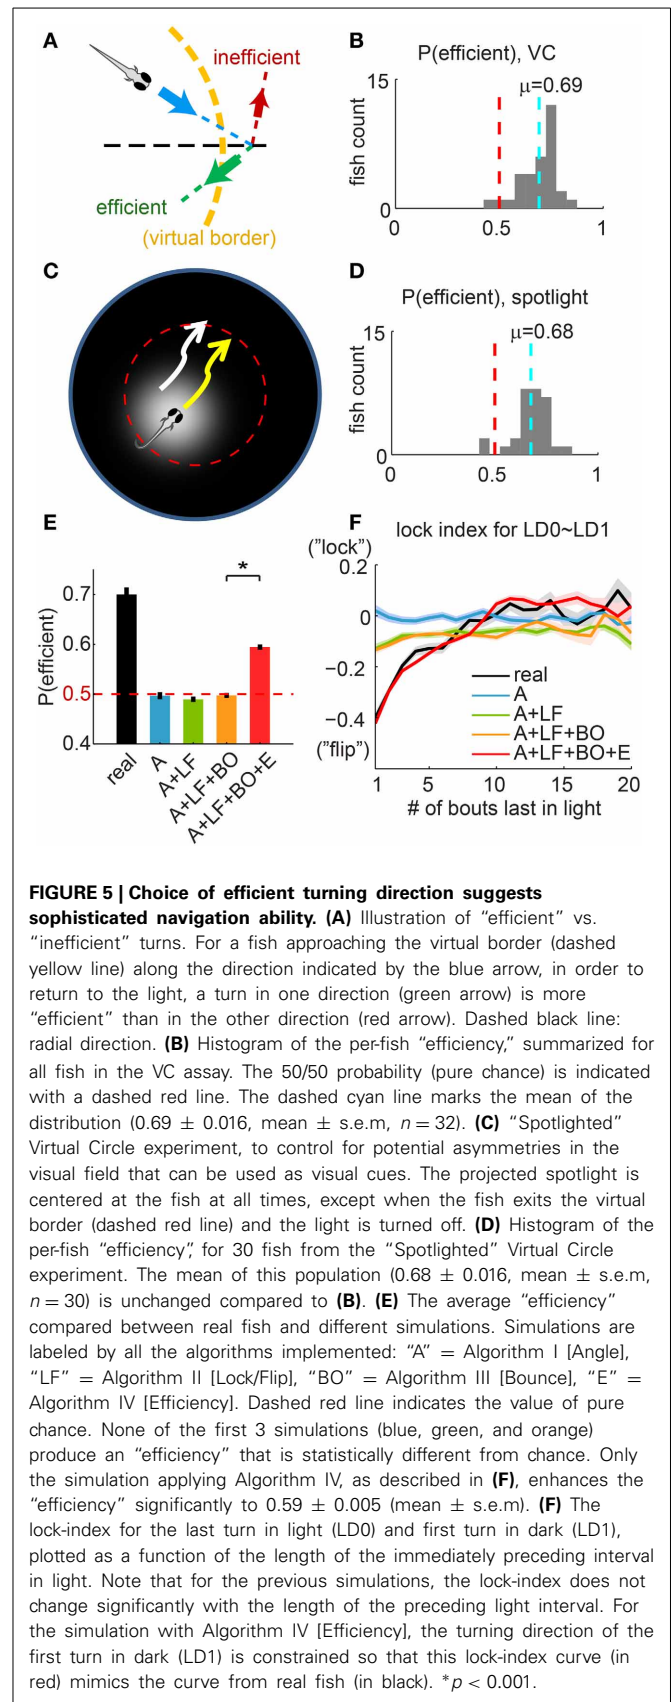 A
inefficient
efficient
(virtual border)
B
P(efficient), VC
15
μ=0.69
fish count
0
0 0.5 1
C
D
P(efficient), spotlight
15
μ=0.68
fish count
0
0 0.5 1
E
0.7
0.6
0.5
0.4
P(efficient)
*
real
A
A+LF
A+LF+BO
A+LF+BO+E
F
lock index for LD0~LD1
("lock")
0.2
0
−0.2
−0.4
("flip")
real
A
A+LF
A+LF+BO
A+LF+BO+E
1 5 10 15 20
# of bouts last in light
FIGURE 5 | Choice of efficient turning direction suggests
sophisticated navigation ability. (A) Illustration of “efficient” vs.
“inefficient” turns. For a fish approaching the virtual border (dashed
yellow line) along the direction indicated by the blue arrow, in order to
return to the light, a turn in one direction (green arrow) is more
“efficient” than in the other direction (red arrow). Dashed black line:
radial direction. (B) Histogram of the per-fish “efficiency,” summarized for
all fish in the VC assay. The 50/50 probability (pure chance) is indicated
with a dashed red line. The dashed cyan line marks the mean of the
distribution (0.69 ± 0.016, mean ± s.e.m, n = 32). (C) “Spotlighted”
Virtual Circle experiment, to control for potential asymmetries in the
visual field that can be used as visual cues. The projected spotlight is
centered at the fish at all times, except when the fish exits the virtual
border (dashed red line) and the light is turned off. (D) Histogram of the
per-fish “efficiency”, for 30 fish from the “Spotlighted” Virtual Circle
experiment. The mean of this population (0.68 ± 0.016, mean ± s.e.m,
n = 30) is unchanged compared to (B). (E) The average “efficiency”
compared between real fish and different simulations. Simulations are
labeled by all the algorithms implemented: “A” = Algorithm I [Angle],
“LF” = Algorithm II [Lock/Flip], “BO” = Algorithm III [Bounce], “E” =
Algorithm IV [Efficiency]. Dashed red line indicates the value of pure
chance. None of the first 3 simulations (blue, green, and orange)
produce an “efficiency” that is statistically different from chance. Only
the simulation applying Algorithm IV, as described in (F), enhances the
“efficiency” significantly to 0.59 ± 0.005 (mean ± s.e.m). (F) The
lock-index for the last turn in light (LD0) and first turn in dark (LD1),
plotted as a function of the length of the immediately preceding interval
in light. Note that for the previous simulations, the lock-index does not
change significantly with the length of the preceding light interval. For
the simulation with Algorithm IV [Efficiency], the turning direction of the
first turn in dark (LD1) is constrained so that this lock-index curve (in
red) mimics the curve from real fish (in black). *p < 0.001.